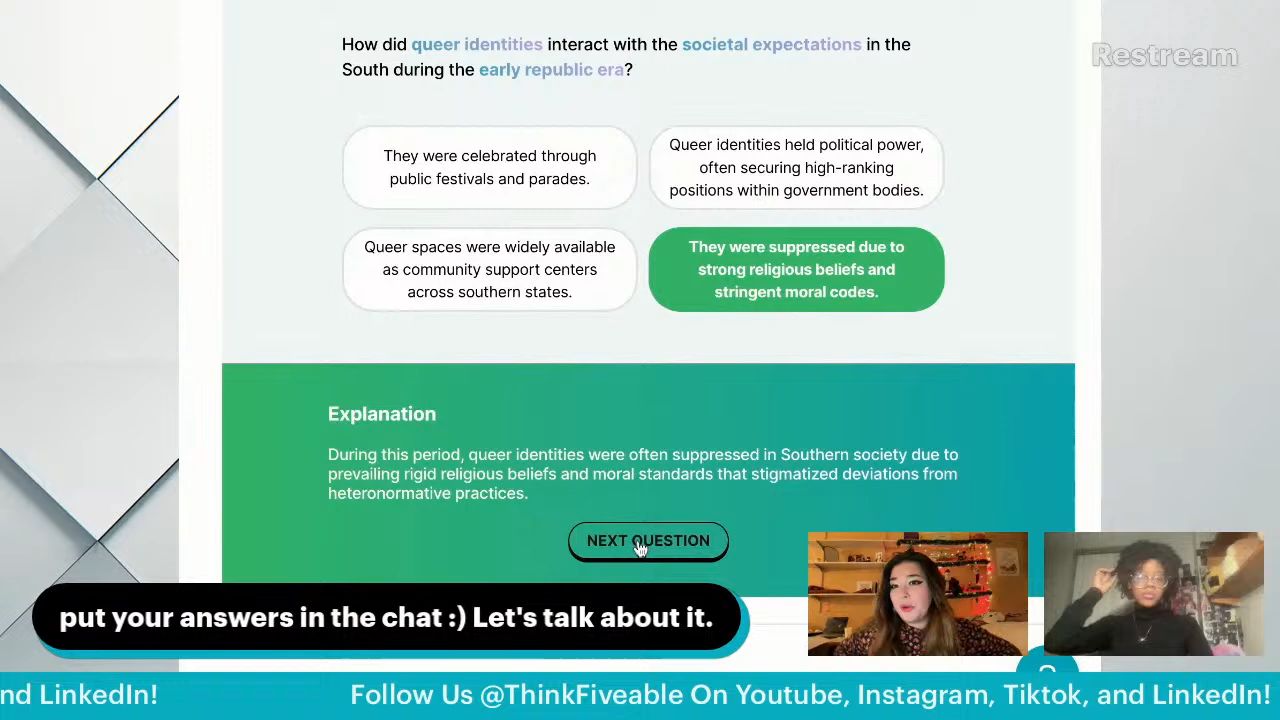 How did queer identities interact with the societal expectations in the
South during the early republic era?
Restream
They were celebrated through
public festivals and parades.
Queer identities held political power,
often securing high-ranking
positions within government bodies.
Queer spaces were widely available
as community support centers
across southern states.
They were suppressed due to
strong religious beliefs and
stringent moral codes.
Explanation
During this period, queer identities were often suppressed in Southern society due to
prevailing rigid religious beliefs and moral standards that stigmatized deviations from
heteronormative practices.
NEXT QUESTION
put your answers in the chat :) Let's talk about it.
nd LinkedIn! Follow Us @ThinkFiveable On Youtube, Instagram, Tiktok, and LinkedIn!